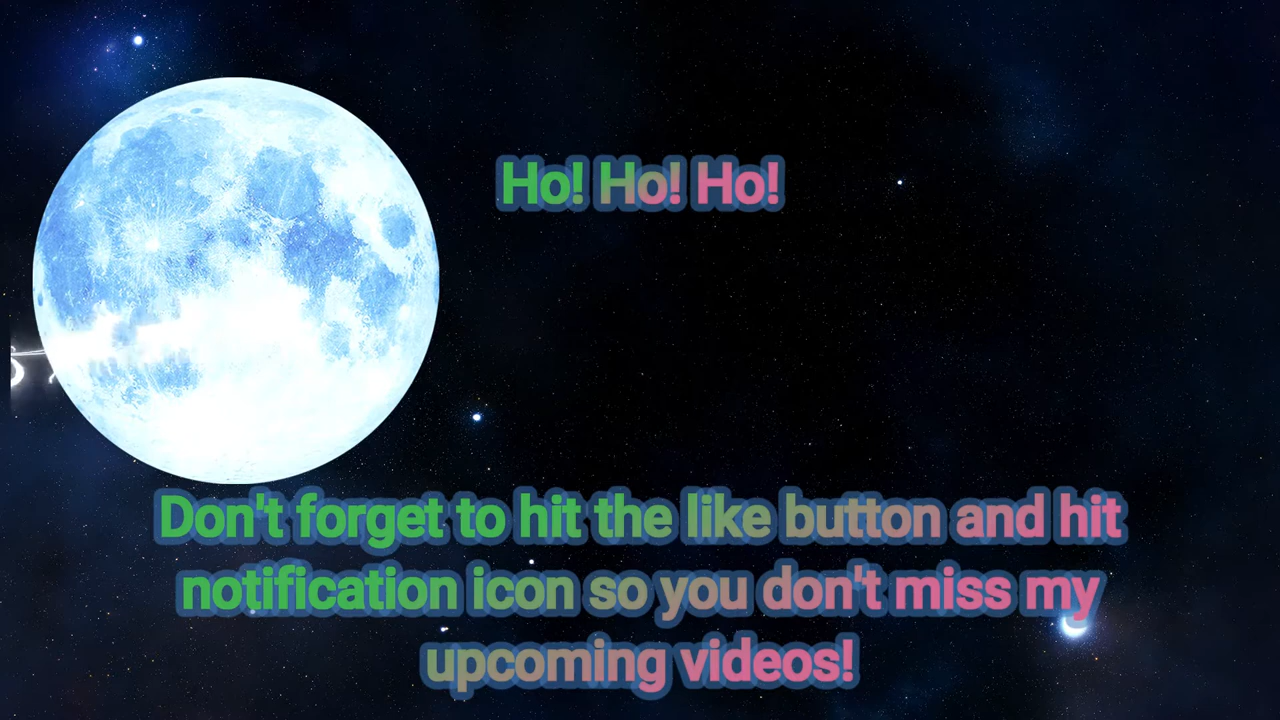 Ho! Ho! Ho!
Don't forget to hit the like button and hit
notification icon so you don't miss my
upcoming videos!